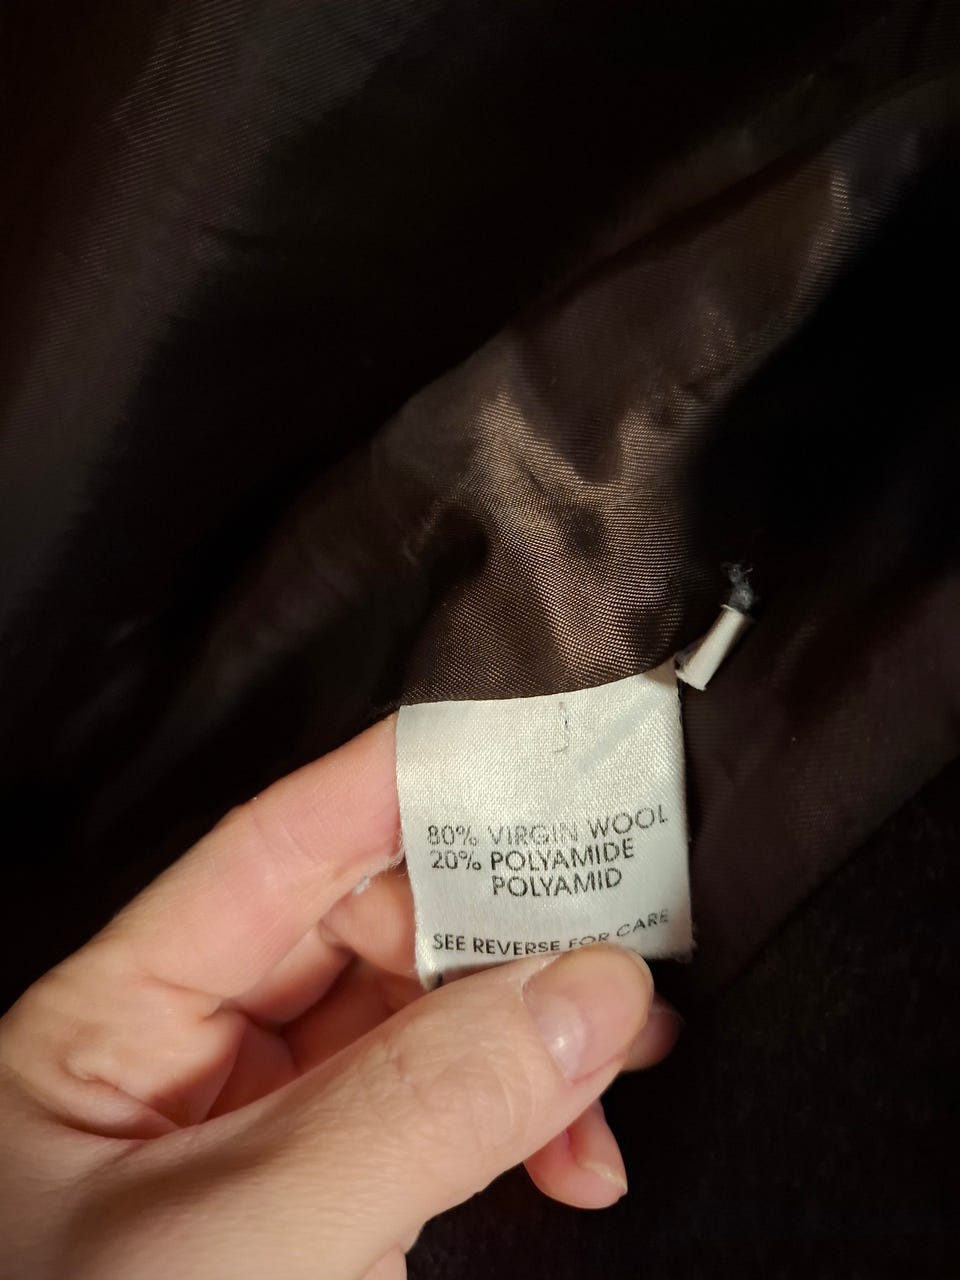 80% VIRGIN WOOL
20% POLYAMIDE
POLYAMID
SEE REVERSE FOR CARE